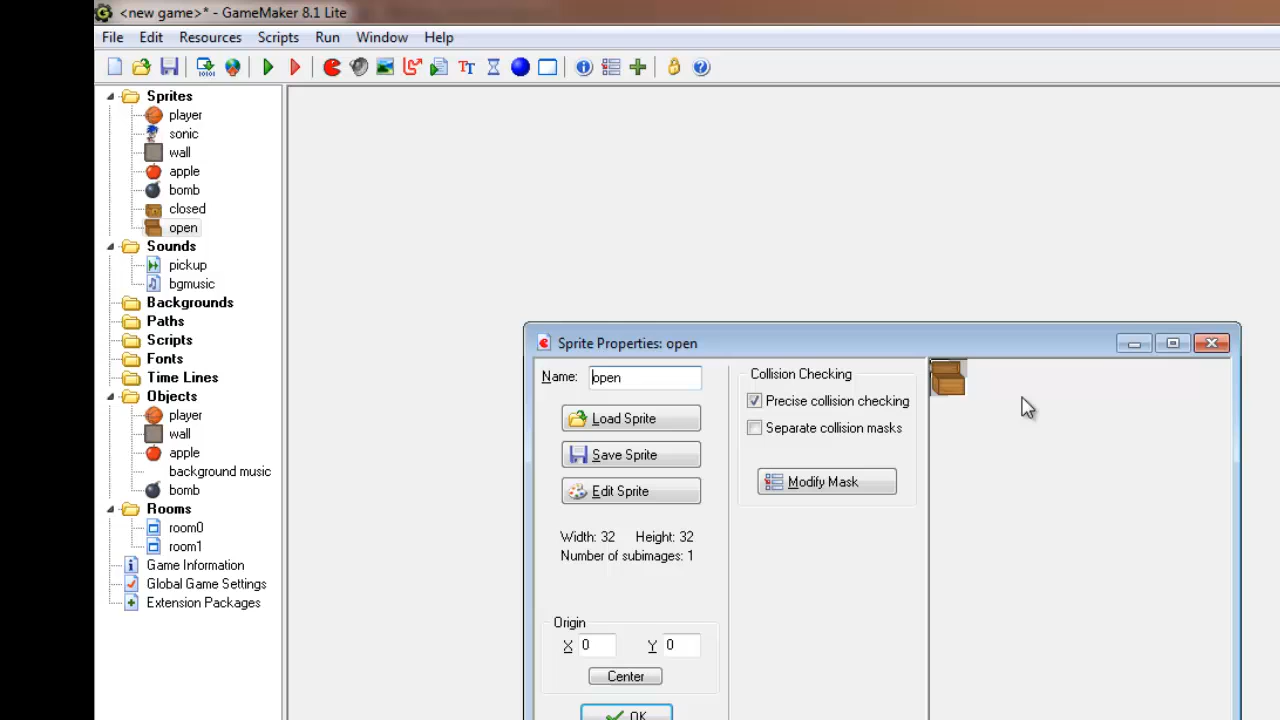 <new game>* - GameMaker 8.1 Lite
File Edit Resources Scripts Run Window Help
Sprites
player
sonic
wall
apple
bomb
closed
open
Sounds
pickup
bgmusic
Backgrounds
Paths
Scripts
Fonts
Time Lines
Objects
player
wall
apple
background music
bomb
Rooms
room0
room1
Game Information
Global Game Settings
Extension Packages
Sprite Properties: open
Name: open
Load Sprite
Save Sprite
Edit Sprite
Width: 32 Height: 32
Number of subimages: 1
Origin
X 0 Y 0
Center
OK
Collision Checking
Precise collision checking
Separate collision masks
Modify Mask